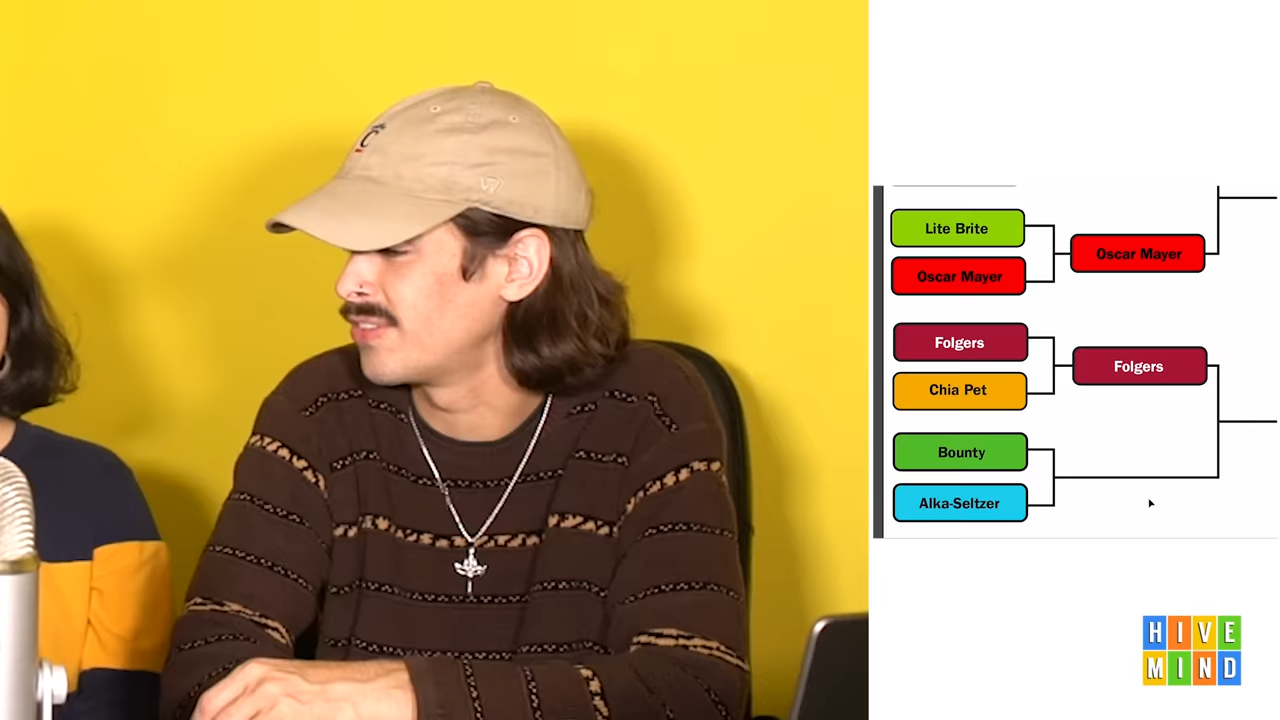 C
Lite Brite
Oscar Mayer
Oscar Mayer
Folgers
Chia Pet
Folgers
Bounty
Alka-Seltzer
HIVE
MIND